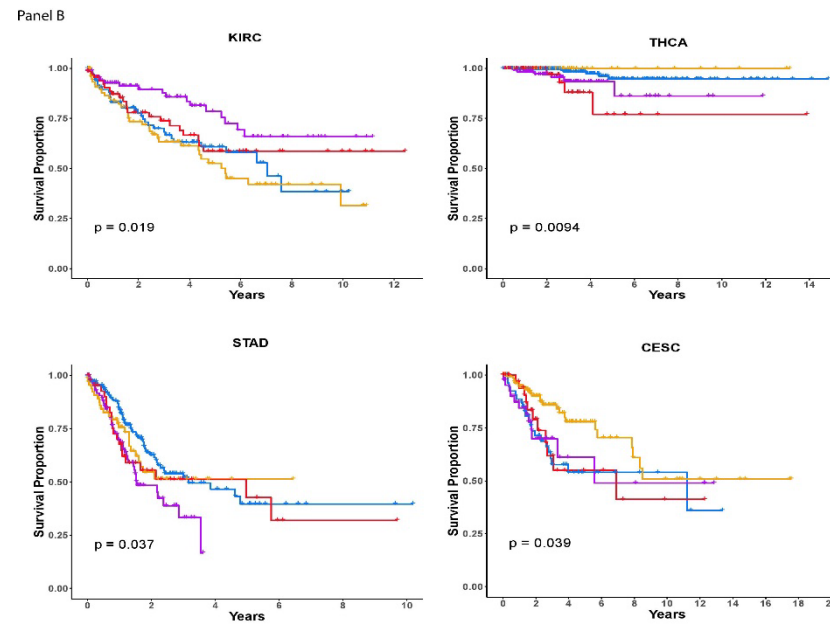 Panel B
KIRC
1.00
0.75
0.50
0.25
0.00
Survival Proportion
p = 0.019
0 2 4 6 8 10 12
Years
THCA
1.00
0.75
0.50
0.25
0.00
Survival Proportion
p = 0.0094
0 2 4 6 8 10 12 14
Years
STAD
1.00
0.75
0.50
0.25
0.00
Survival Proportion
p = 0.037
0 2 4 6 8 10
Years
CESC
1.00
0.75
0.50
0.25
0.00
Survival Proportion
p = 0.039
0 2 4 6 8 10 12 14 16 18
Years